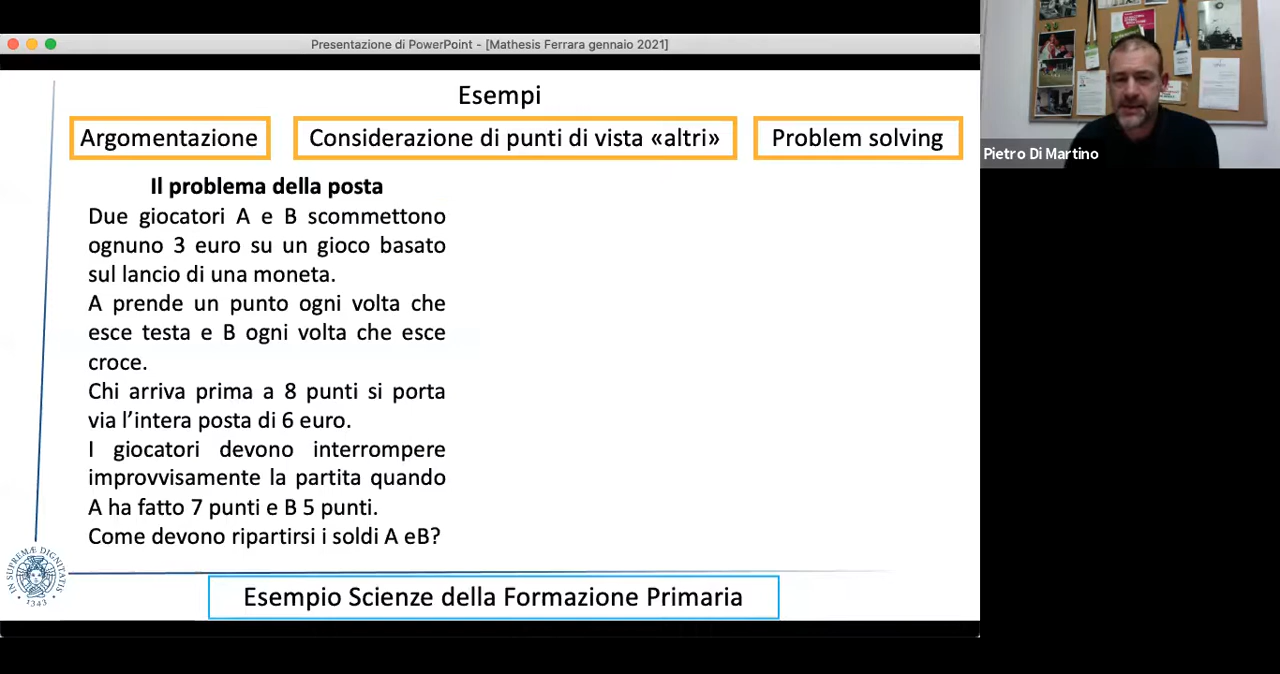 Presentazione di PowerPoint - [Mathesis Ferrara gennaio 2021]
Esempi
Argomentazione
Considerazione di punti di vista «altri»
Problem solving
Pietro Di Martino
Il problema della posta
Due giocatori A e B scommettono
ognuno 3 euro su un gioco basato
sul lancio di una moneta.
A prende un punto ogni volta che
esce testa e B ogni volta che esce
croce.
Chi arriva prima a 8 punti si porta
via l'intera posta di 6 euro.
I giocatori devono interrompere
improvvisamente la partita quando
A ha fatto 7 punti e B 5 punti.
Come devono ripartirsi i soldi A eB?
IN SUPREMÆ DIGNITATIS
1343
Esempio Scienze della Formazione Primaria